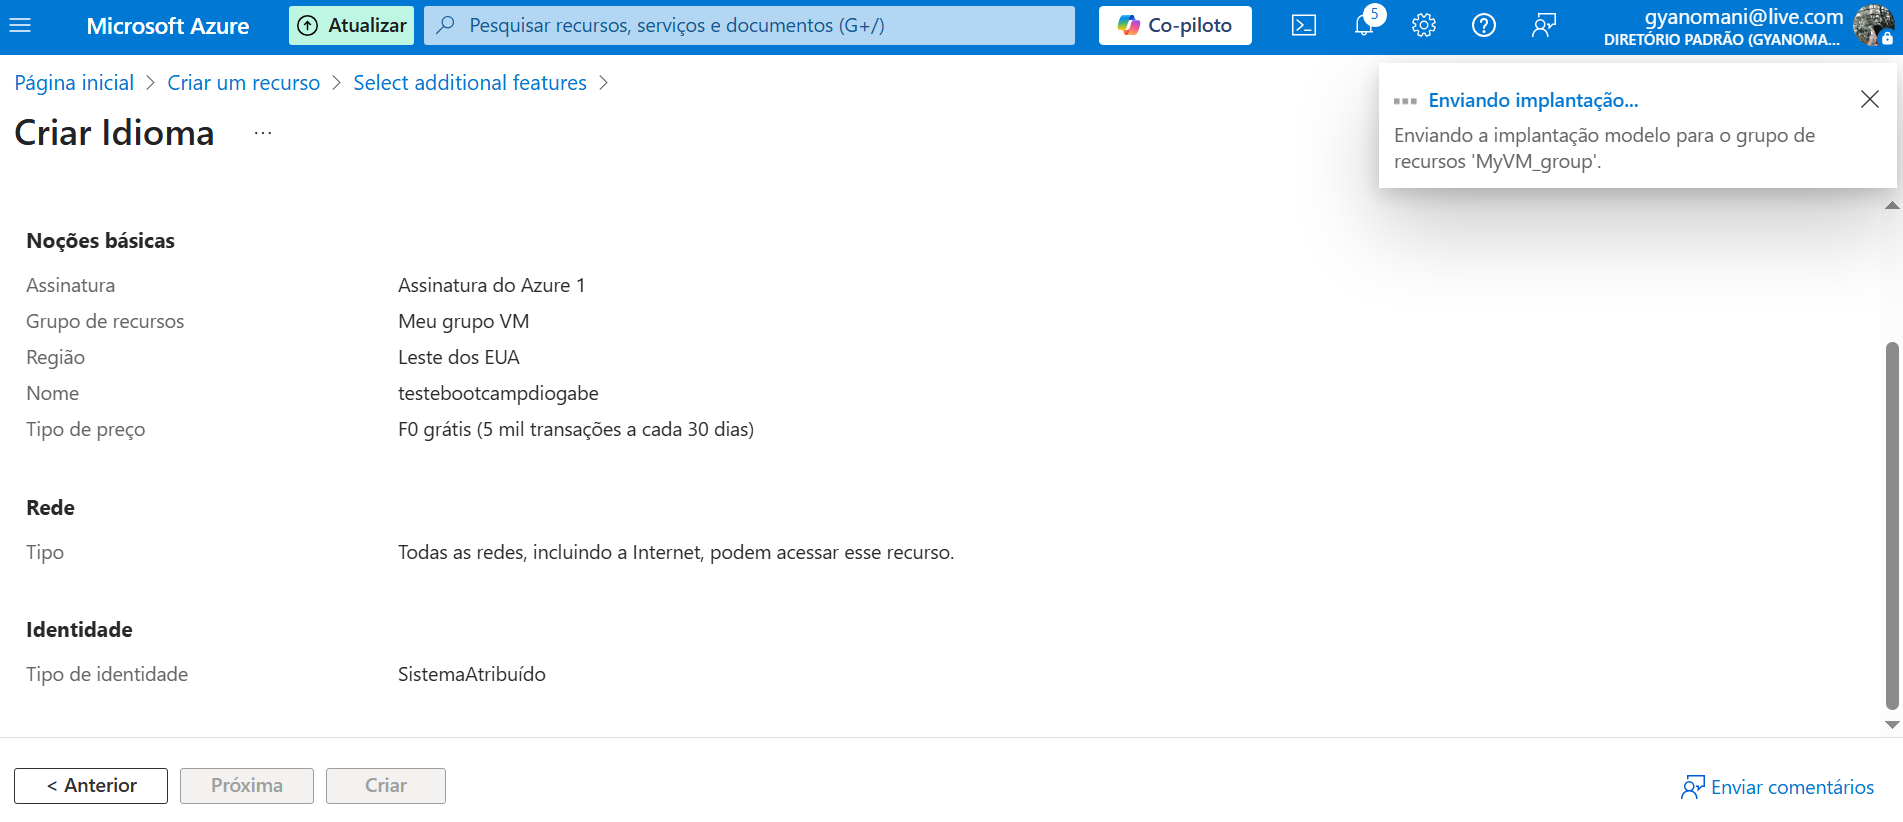 Microsoft Azure
Atualizar
Pesquisar recursos, serviços e documentos (G+/)
Co-piloto
5
gyanomani@live.com
DIRETÓRIO PADRÃO (GYANOMA...
Página inicial > Criar um recurso > Select additional features >
Criar Idioma ...
Enviando implantação...
Enviando a implantação modelo para o grupo de
recursos 'MyVM_group'.
Noções básicas
Assinatura Assinatura do Azure 1
Grupo de recursos Meu grupo VM
Região Leste dos EUA
Nome testebootcampdiogabe
Tipo de preço F0 grátis (5 mil transações a cada 30 dias)
Rede
Tipo Todas as redes, incluindo a Internet, podem acessar esse recurso.
Identidade
Tipo de identidade SistemaAtribuído
< Anterior
Próxima
Criar
Enviar comentários